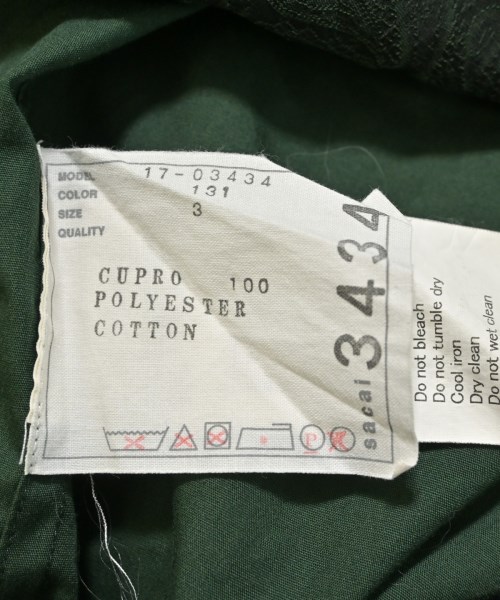 MODEL 17-03434
COLOR 131
SIZE 3
QUALITY
CUPRO 100
POLYESTER
COTTON
P
sacai 3434
Do not bleach
Do not tumble dry
Cool iron
Dry clean
Do not wet clean